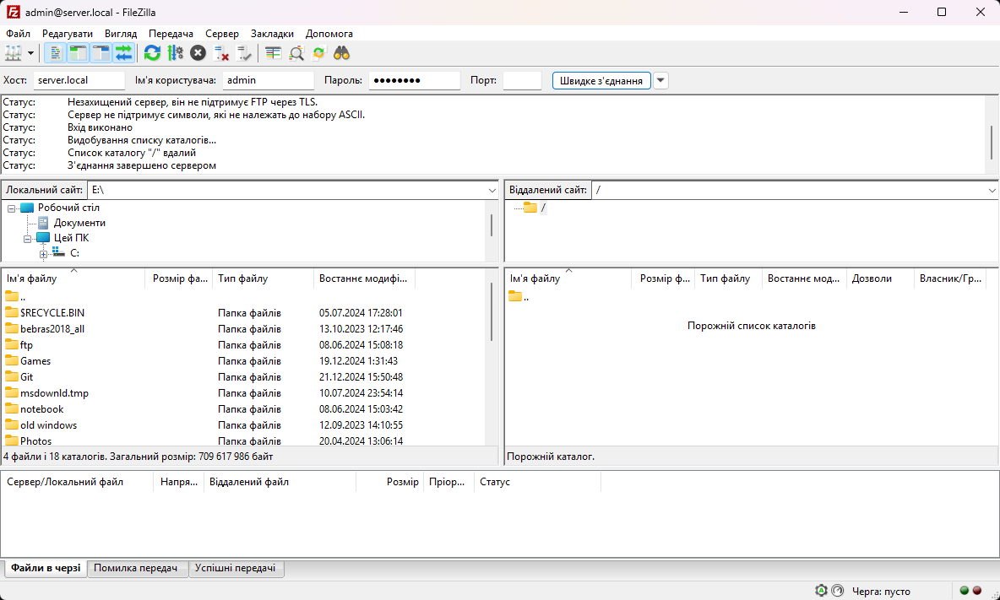 admin@server.local - FileZilla
Файл Редагувати Вигляд Передача Сервер Закладки Допомога
Хост: server.local Ім'я користувача: admin Пароль: ●●●●●●●● Порт: Швидке з'єднання
Статус: Незахищений сервер, він не підтримує FTP через TLS.
Статус: Сервер не підтримує символи, які не належать до набору ASCII.
Статус: Вхід виконано
Статус: Видобування списку каталогів...
Статус: Список каталогу "/" вдалий
Статус: З'єднання завершено сервером
Локальний сайт: E:\
Робочий стіл
Документи
Цей ПК
C:
Віддалений сайт: /
/
Ім'я файлу Розмір фа... Тип файлу Востаннє модифі...
..
$RECYCLE.BIN Папка файлів 05.07.2024 17:28:01
bebras2018_all Папка файлів 13.10.2023 12:17:46
ftp Папка файлів 08.06.2024 15:08:18
Games Папка файлів 19.12.2024 1:31:43
Git Папка файлів 21.12.2024 15:50:48
msdownld.tmp Папка файлів 10.07.2024 23:54:14
notebook Папка файлів 08.06.2024 15:03:42
old windows Папка файлів 12.09.2023 14:10:55
Photos Папка файлів 20.04.2024 13:06:14
4 файли і 18 каталогів. Загальний розмір: 709 617 986 байт
Ім'я файлу Розмір ф... Тип файлу Востаннє мод... Дозволи Власник/Гр...
..
Порожній список каталогів
Порожній каталог.
Сервер/Локальний файл Напря... Віддалений файл Розмір Пріор... Статус
Файли в черзі Помилка передач Успішні передачі
Черга: пусто